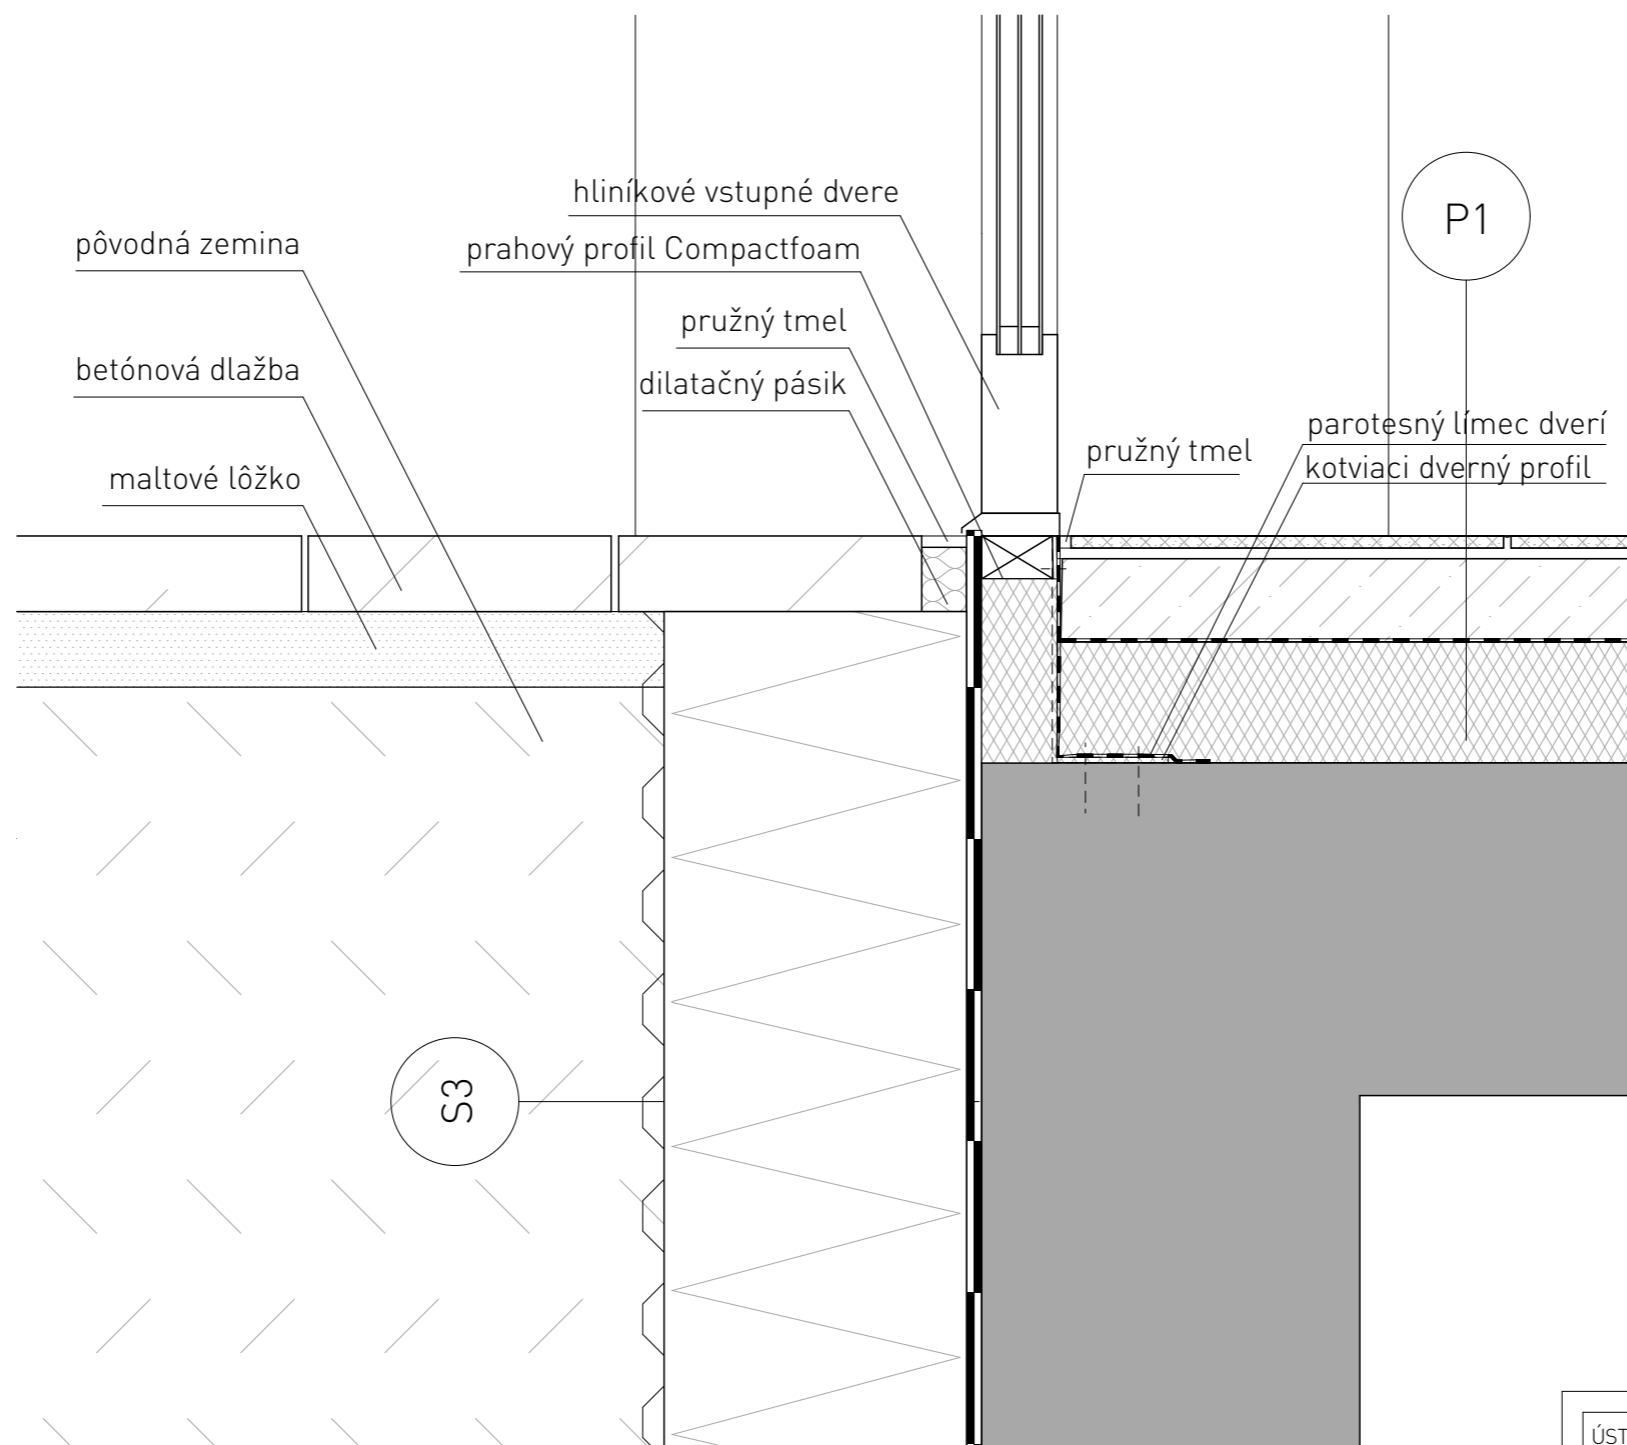 hliníkové vstupné dvere
P1
pôvodná zemina
prahový profil Compactfoam
pružný tmel
betónová dlažba
dilatačný pásik
parotesný límec dverí
pružný tmel
kotviaci dverný profil
maltové lôžko
S3
ÚST